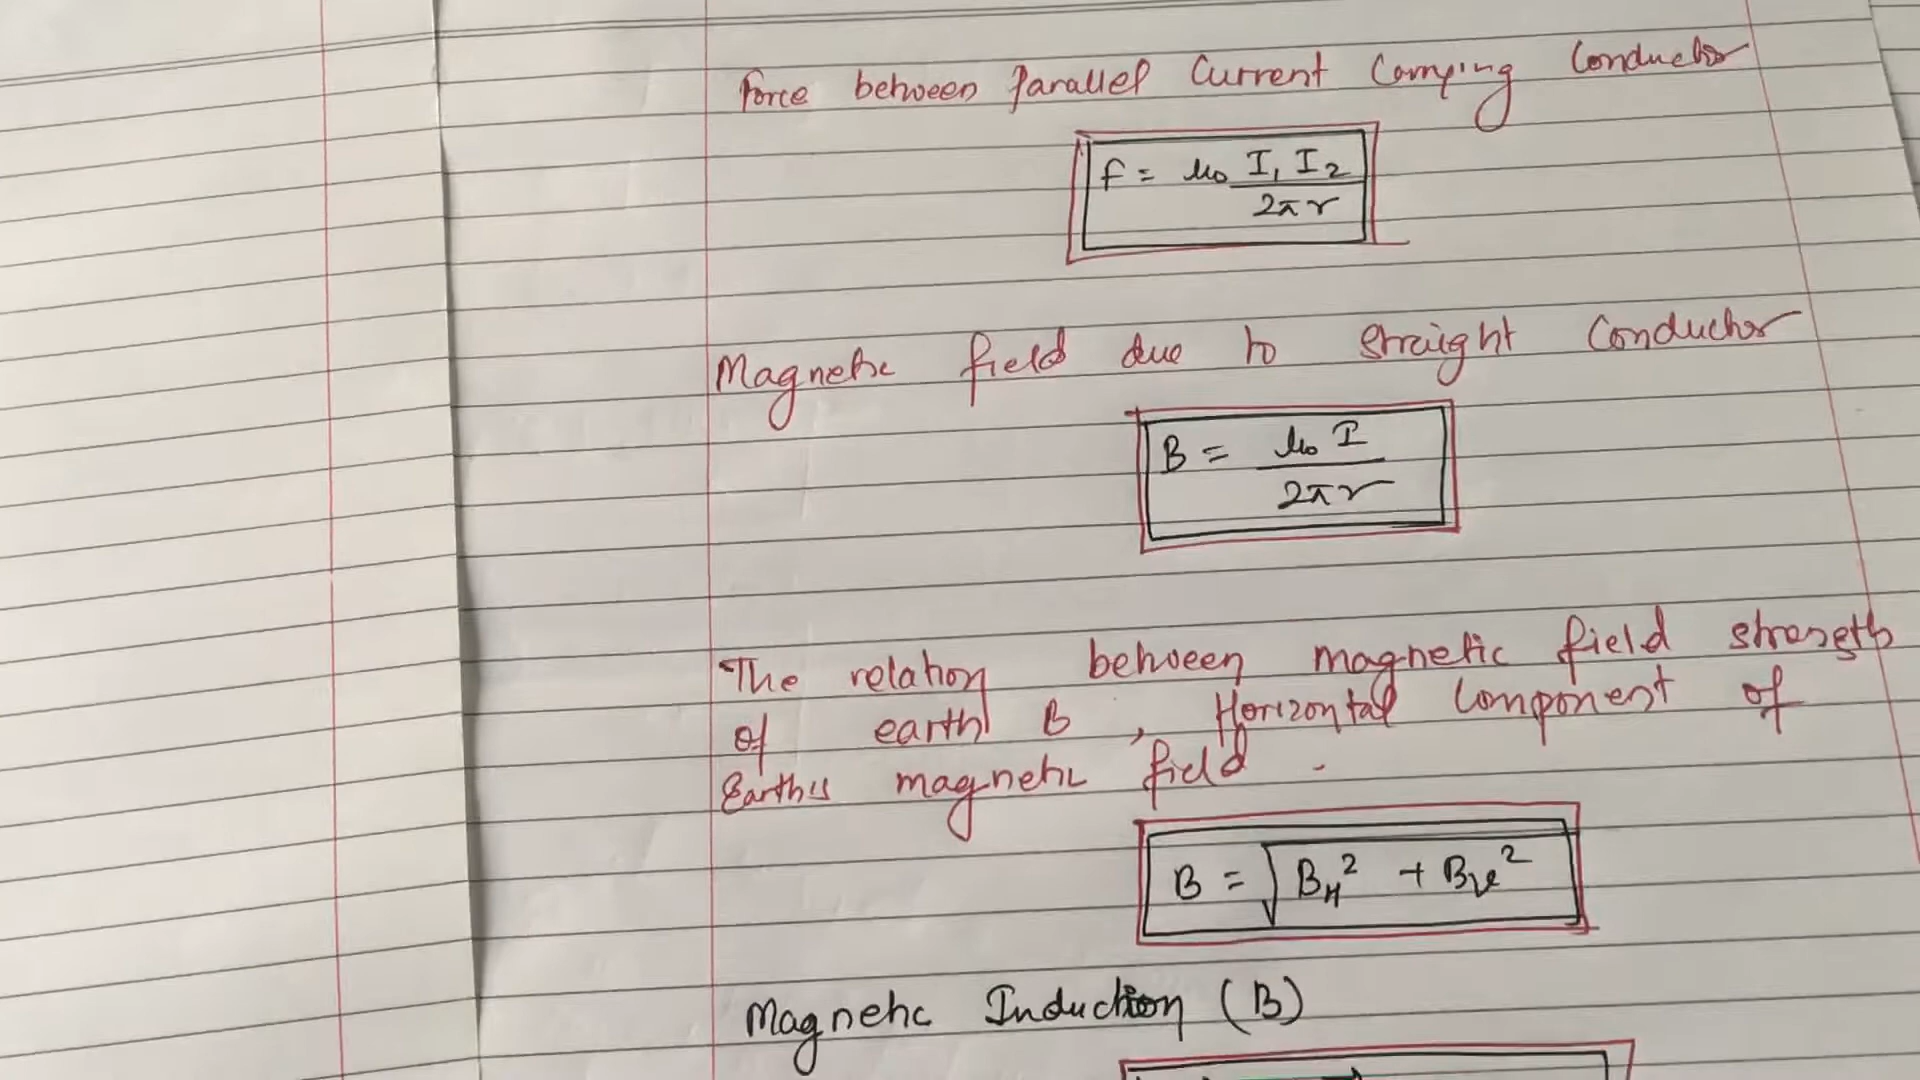 Force between Parallel Current Carrying Conductor
f = μ₀ I₁ I₂ / 2πr
Magnetic field due to Straight Conductor
B = μ₀ I / 2πr
The relation between magnetic field strength
of earth B , Horizontal Component of
Earth's magnetic field .
B = √(B_H² + B_ve²)
Magnetic Induction (B)